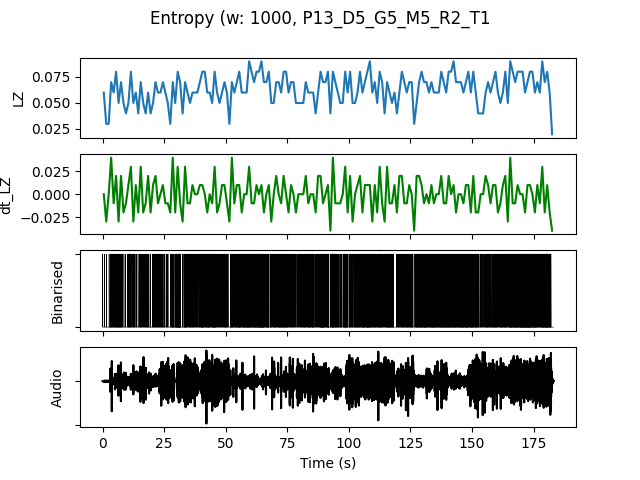 Entropy (w: 1000, P13_D5_G5_M5_R2_T1
LZ
0.075
0.050
0.025
dt_LZ
0.025
0.000
−0.025
Binarised
Audio
0 25 50 75 100 125 150 175
Time (s)